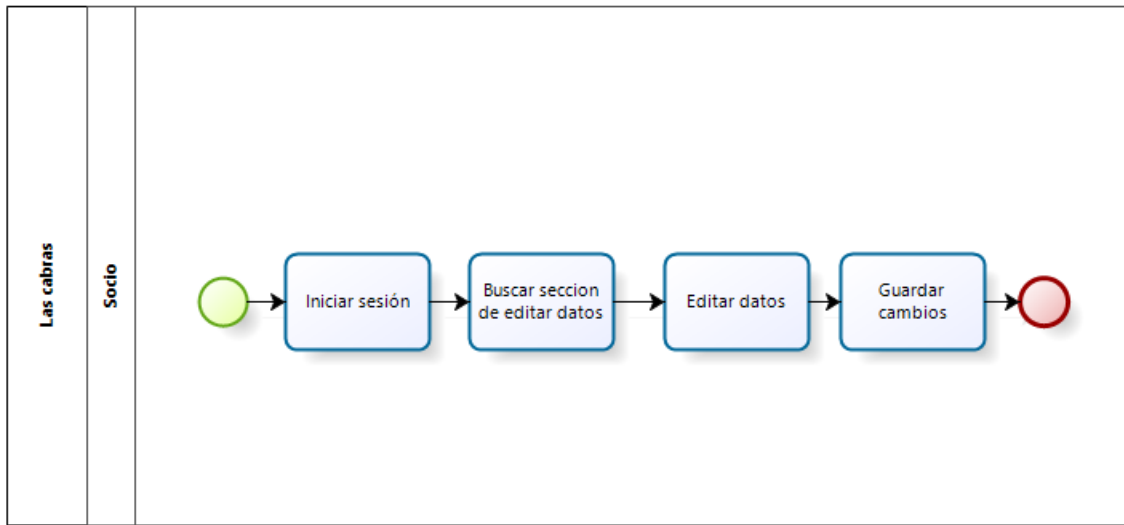 Las cabras
Socio
Iniciar sesión
Buscar seccion
de editar datos
Editar datos
Guardar
cambios